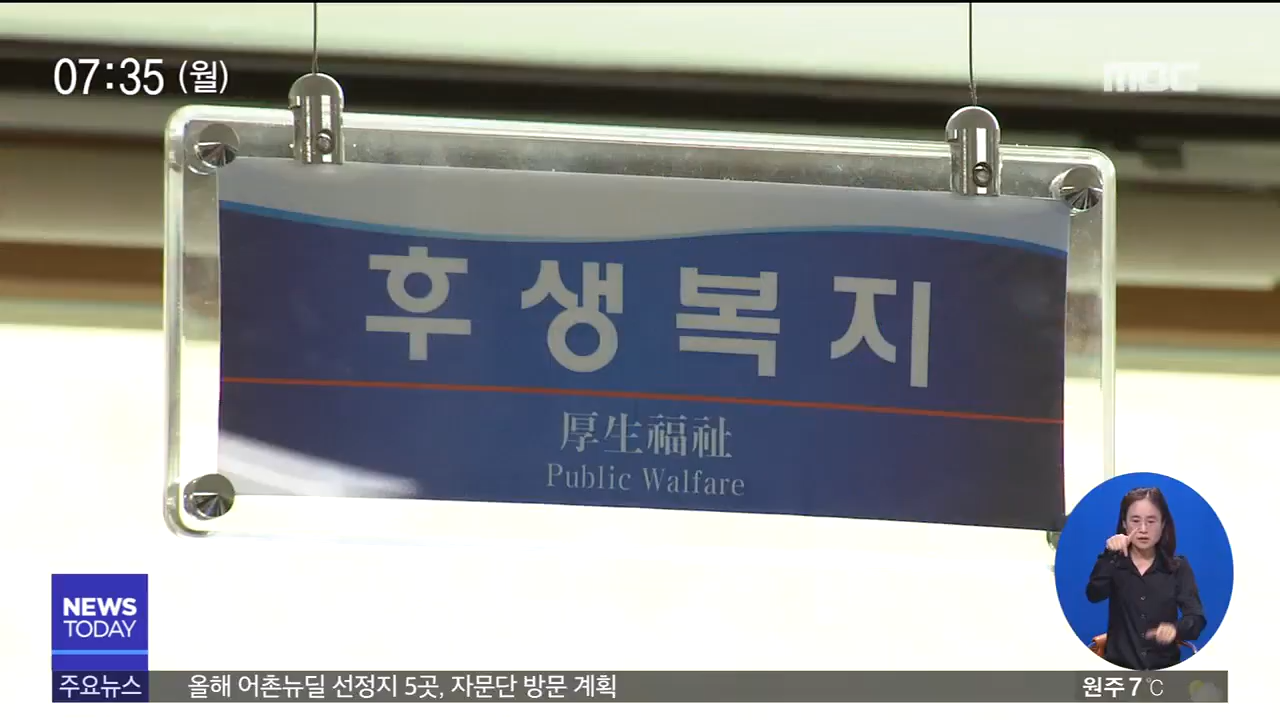 07:35 (월)
MBC
후생복지
厚生福祉
Public Walfare
NEWS
TODAY
주요뉴스 올해 어촌뉴딜 선정지 5곳, 자문단 방문 계획 원주 7℃